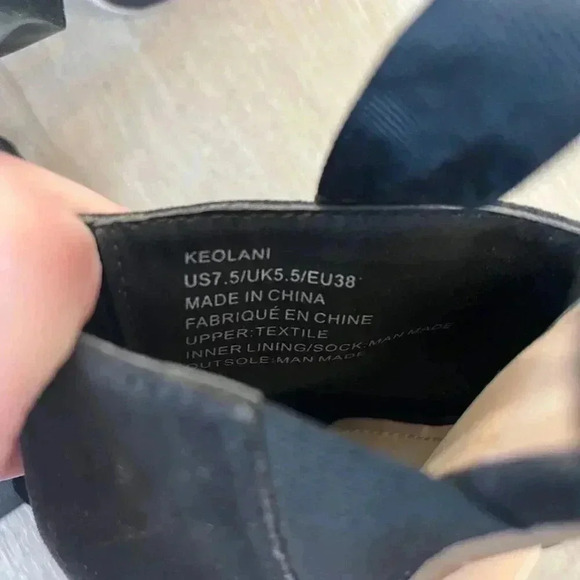 KEOLANI
US7.5/UK5.5/EU38
MADE IN CHINA
FABRIQUÉ EN CHINE
UPPER:TEXTILE
INNER LINING/SOCK:MAN MADE
OUTSOLE:MAN MADE